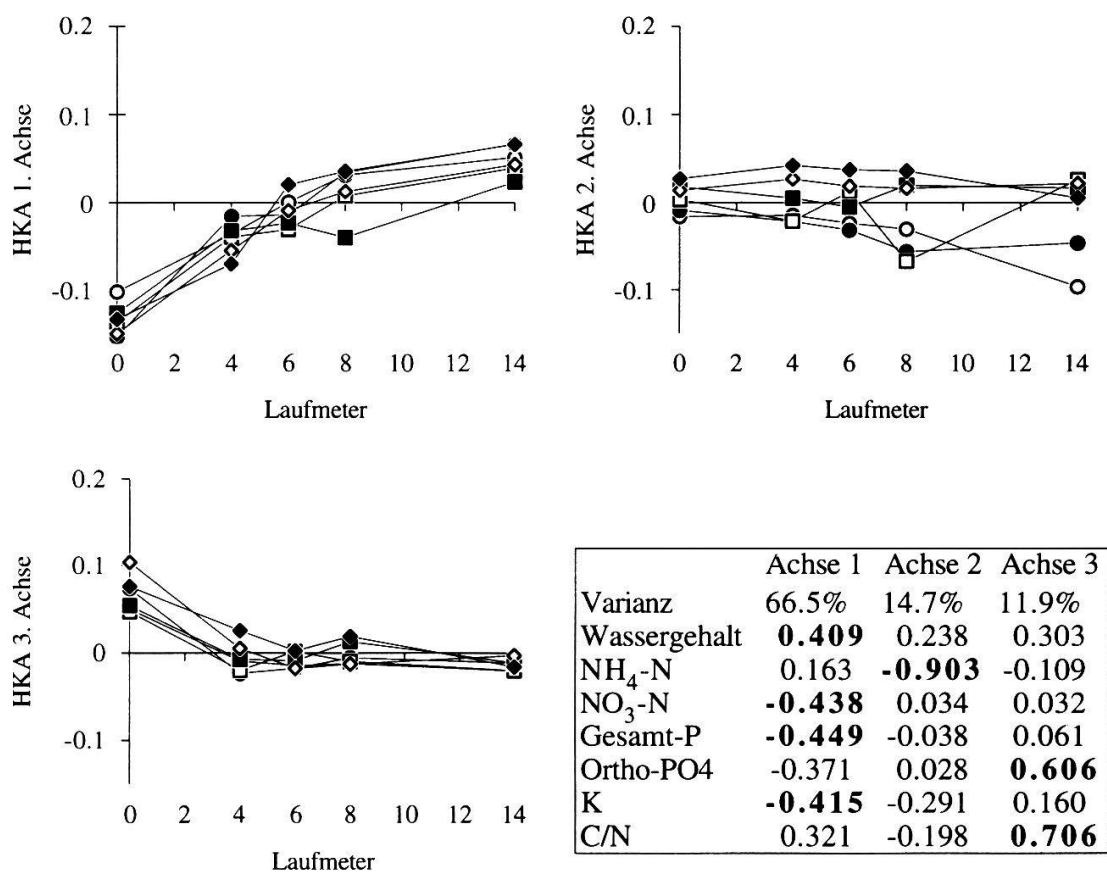 0.2
0.1
0
-0.1
HKA 1. Achse
0 2 4 6 8 10 12 14
Laufmeter
0.2
0.1
0
-0.1
HKA 2. Achse
0 2 4 6 8 10 12 14
Laufmeter
0.2
0.1
0
-0.1
HKA 3. Achse
0 2 4 6 8 10 12 14
Laufmeter
Achse 1 Achse 2 Achse 3
Varianz 66.5% 14.7% 11.9%
Wassergehalt 0.409 0.238 0.303
NH4-N 0.163 -0.903 -0.109
NO3-N -0.438 0.034 0.032
Gesamt-P -0.449 -0.038 0.061
Ortho-PO4 -0.371 0.028 0.606
K -0.415 -0.291 0.160
C/N 0.321 -0.198 0.706